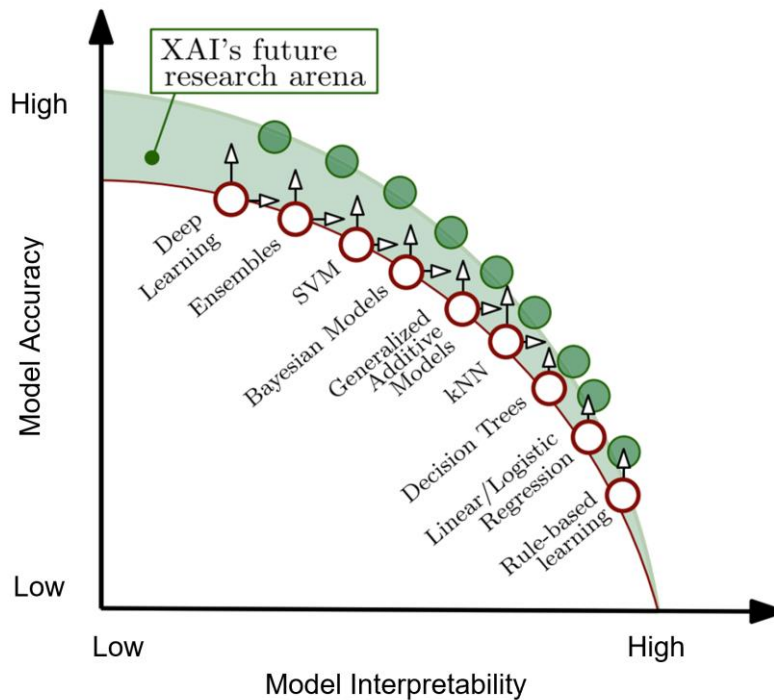 XAI's future
research arena
High
Model Accuracy
Deep
Learning
Ensembles
SVM
Bayesian Models
Generalized
Additive
Models
kNN
Decision Trees
Linear/Logistic
Regression
Rule-based
learning
Low
Low
High
Model Interpretability